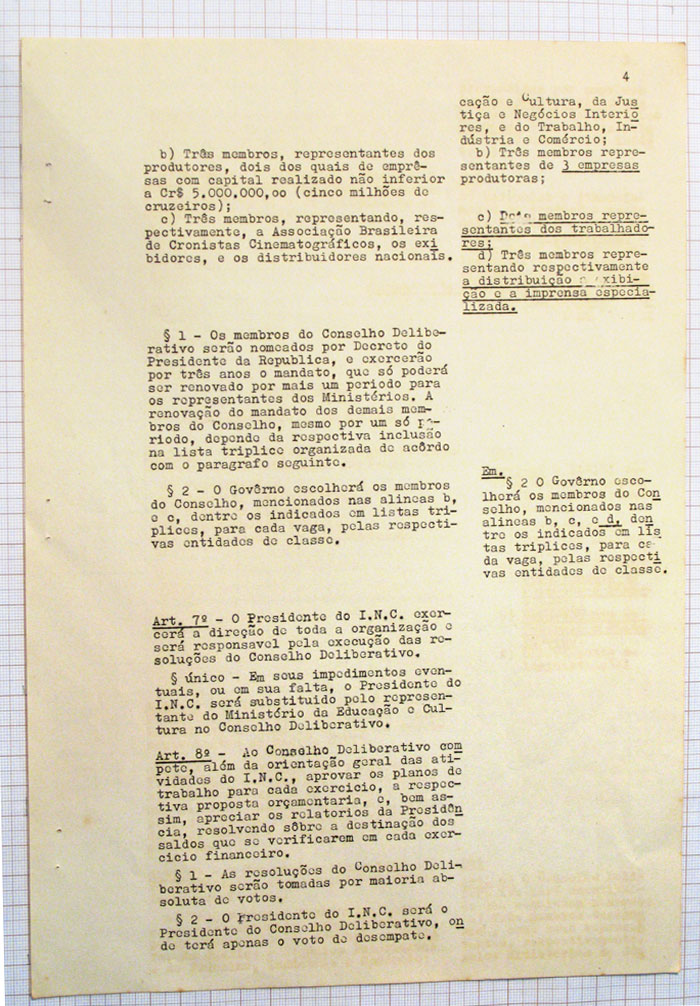 4
b) Três membros, representantes dos
produtores, dois dos quais de emprê-
sas com capital realizado não inferior
a Cr$ 5.000.000,oo (cinco milhões de
cruzeiros);
c) Três membros, representando, res-
pectivamente, a Associação Brasileira
de Cronistas Cinematográficos, os exi
bidores, e os distribuidores nacionais.
§ 1 - Os membros do Conselho Delibe-
rativo serão nomeados por Decreto do
Presidente da Republica, e exercerão
por três anos o mandato, que só poderá
ser renovado por mais um periodo para
os representantes dos Ministérios. A
renovação do mandato dos demais mem-
bros do Conselho, mesmo por um só pe-
riodo, depende da respectiva inclusão
na lista triplice organizada de acôrdo
com o paragrafo seguinte.
§ 2 - O Govêrno escolherá os membros
do Conselho, mencionados nas alineas b,
e c, dentre os indicados em listas tri-
plices, para cada vaga, pelas respecti-
vas entidades de classe.
Art. 7º - O Presidente do I.N.C. exer-
cerá a direção de toda a organização e
será responsavel pela execução das re-
soluções do Conselho Deliberativo.
§ único - Em seus impedimentos even-
tuais, ou em sua falta, o Presidente do
I.N.C. será substituido pelo represen-
tante do Ministério da Educação e Cul-
tura no Conselho Deliberativo.
Art. 8º - Ao Conselho Deliberativo com
pete, além da orientação geral das ati-
vidades do I.N.C., aprovar os planos de
trabalho para cada exercicio, a respec-
tiva proposta orçamentaria, e, bem as-
sim, apreciar os relatorios da Presidên
cia, resolvendo sôbre a destinação dos
saldos que se verificarem em cada exer-
cicio financeiro.
§ 1 - As resoluções do Conselho Deli-
berativo serão tomadas por maioria ab-
soluta de votos.
§ 2 - O Presidente do I.N.C. será o
Presidente do Conselho Deliberativo, on
de terá apenas o voto de desempate.
cação e Cultura, da Jus
tiça e Negócios Interio
res, e do Trabalho, In-
dústria e Comércio;
b) Três membros repre-
sentantes de 3 empresas
produtoras;
c) membros repre-
sentantes dos trabalhado-
res;
d) Três membros repre-
sentando respectivamente
a distribuição e exibi-
ção e a imprensa especia-
lizada.
Em.
§ 2 O Govêrno esco-
lherá os membros do Con
selho, mencionados nas
alineas b, c, e d, den
tre os indicados em lis
tas triplices, para ca-
da vaga, pelas respecti
vas entidades de classe.